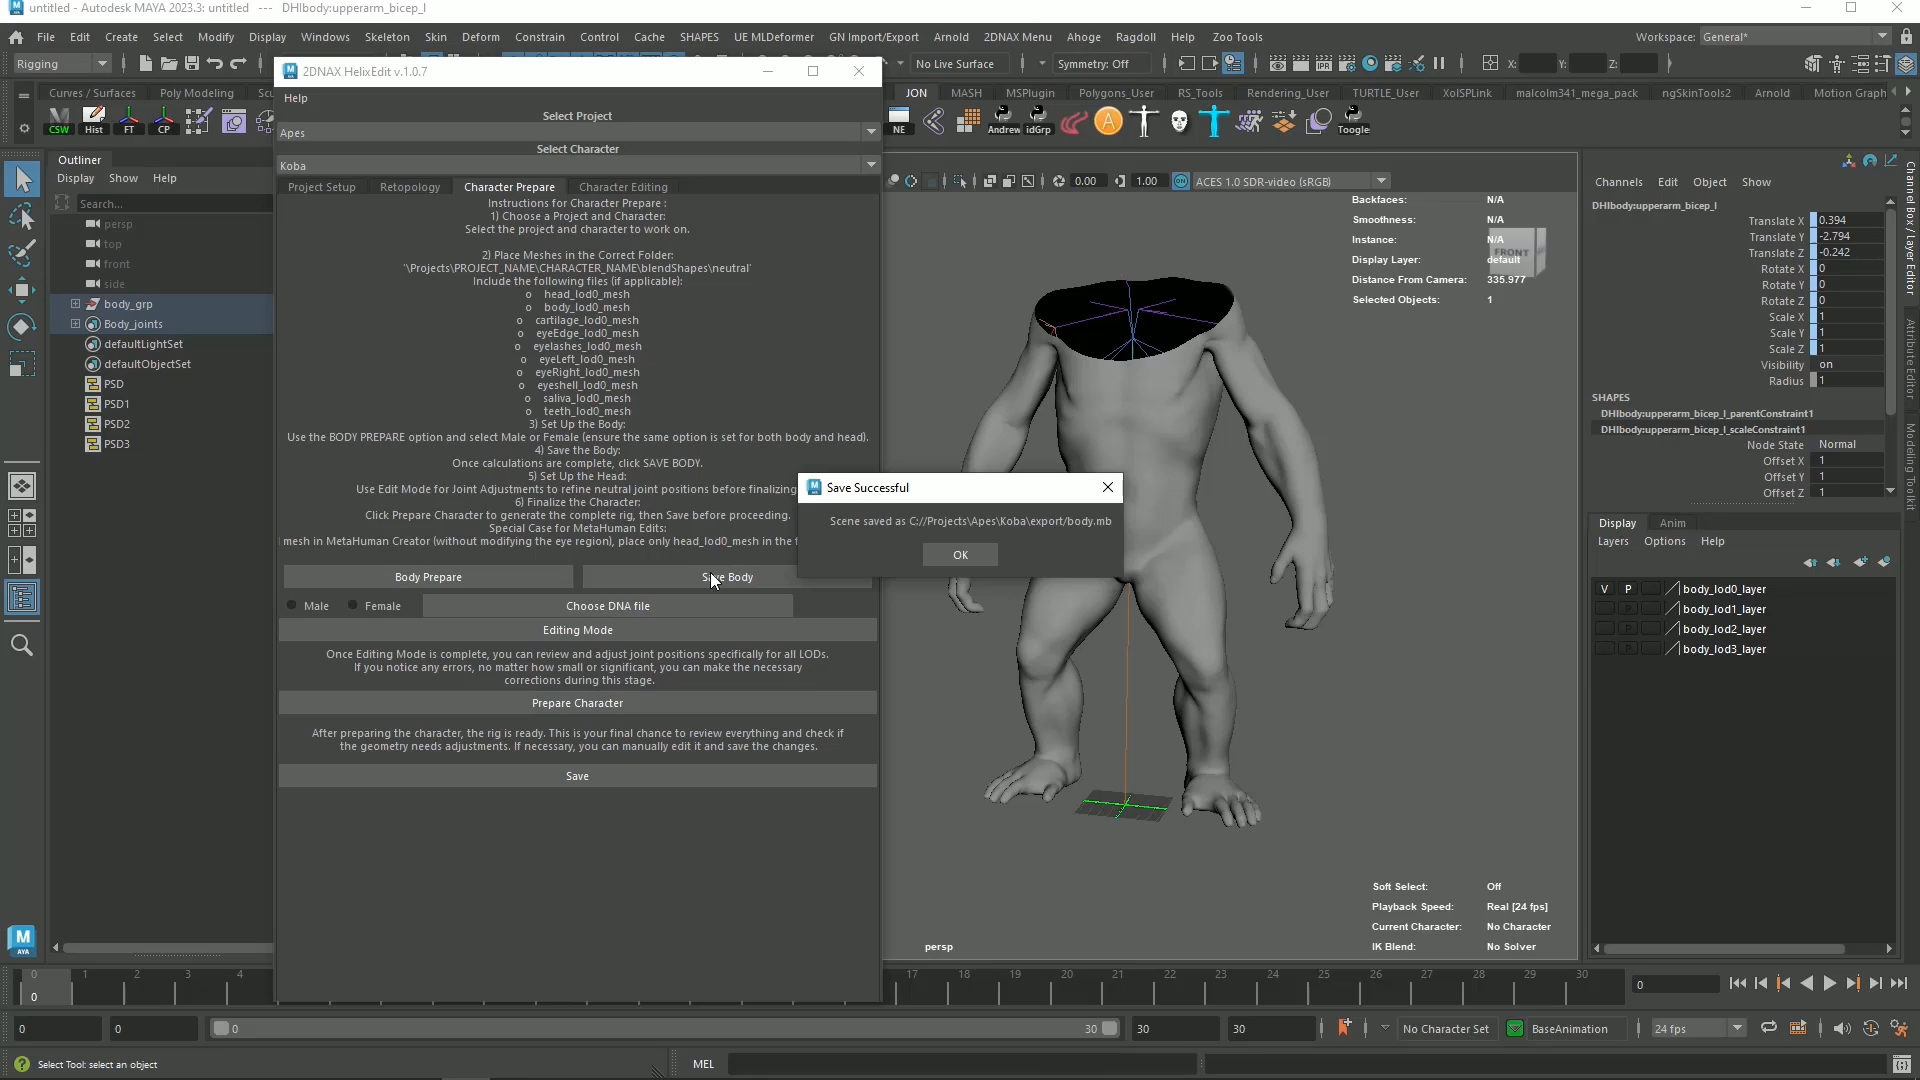 untitled - Autodesk MAYA 2023.3: untitled --- DHIbody:upperarm_bicep_l
File Edit Create Select Modify Display Windows Skeleton Skin Deform Constrain Control Cache SHAPES UE MLDeformer GN Import/Export Arnold 2DNAX Menu Ahoge Ragdoll Help Zoo Tools
Workspace: General*
Rigging
No Live Surface
Symmetry: Off
X:
Y:
Z:
Curves / Surfaces Poly Modeling
JON MASH MSPlugin Polygons_User RS_Tools Rendering_User TURTLE_User XolSPLink malcolm341_mega_pack ngSkinTools2 Arnold Motion Graph
CSW Hist FT CP
NE Andrew idGrp Toogle
Outliner
Display Show Help
Search...
persp
top
front
side
body_grp
Body_joints
defaultLightSet
defaultObjectSet
PSD
PSD1
PSD2
PSD3
2DNAX HelixEdit v.1.0.7
Help
Select Project
Apes
Select Character
Koba
Project Setup Retopology Character Prepare Character Editing
Instructions for Character Prepare :
1) Choose a Project and Character:
Select the project and character to work on.
2) Place Meshes in the Correct Folder:
'\Projects\PROJECT_NAME\CHARACTER_NAME\blendShapes\neutral'
Include the following files (if applicable):
o head_lod0_mesh
o body_lod0_mesh
o cartilage_lod0_mesh
o eyeEdge_lod0_mesh
o eyelashes_lod0_mesh
o eyeLeft_lod0_mesh
o eyeRight_lod0_mesh
o eyeshell_lod0_mesh
o saliva_lod0_mesh
o teeth_lod0_mesh
3) Set Up the Body:
Use the BODY PREPARE option and select Male or Female (ensure the same option is set for both body and head).
4) Save the Body:
Once calculations are complete, click SAVE BODY.
5) Set Up the Head:
Use Edit Mode for Joint Adjustments to refine neutral joint positions before finalizing
6) Finalize the Character:
Click Prepare Character to generate the complete rig, then Save before proceeding.
Special Case for MetaHuman Edits:
mesh in MetaHuman Creator (without modifying the eye region), place only head_lod0_mesh in the
Body Prepare
Save Body
Male Female Choose DNA file
Editing Mode
Once Editing Mode is complete, you can review and adjust joint positions specifically for all LODs.
If you notice any errors, no matter how small or significant, you can make the necessary
corrections during this stage.
Prepare Character
After preparing the character, the rig is ready. This is your final chance to review everything and check if
the geometry needs adjustments. If necessary, you can manually edit it and save the changes.
Save
Save Successful
Scene saved as C://Projects\Apes\Koba\export/body.mb
OK
0.00
1.00
ACES 1.0 SDR-video (sRGB)
Backfaces: N/A
Smoothness: N/A
Instance: N/A
Display Layer: default
Distance From Camera: 335.977
Selected Objects: 1
FRONT
Soft Select: Off
Playback Speed: Real [24 fps]
Current Character: No Character
IK Blend: No Solver
persp
Channels Edit Object Show
DHIbody:upperarm_bicep_l
Translate X 0.394
Translate Y -2.794
Translate Z -0.242
Rotate X 0
Rotate Y 0
Rotate Z 0
Scale X 1
Scale Y 1
Scale Z 1
Visibility on
Radius 1
SHAPES
DHIbody:upperarm_bicep_l_parentConstraint1
DHIbody:upperarm_bicep_l_scaleConstraint1
Node State Normal
Offset X 1
Offset Y 1
Offset Z 1
Display Anim
Layers Options Help
V P body_lod0_layer
P body_lod1_layer
P body_lod2_layer
P body_lod3_layer
Channel Box / Layer Editor
Attribute Editor
Modeling Toolkit
0 1 2 3 4 17 18 19 20 21 22 23 24 25 26 27 28 29 30
0
0
0 0 0 30 30 30
No Character Set
BaseAnimation
24 fps
Select Tool: select an object
MEL